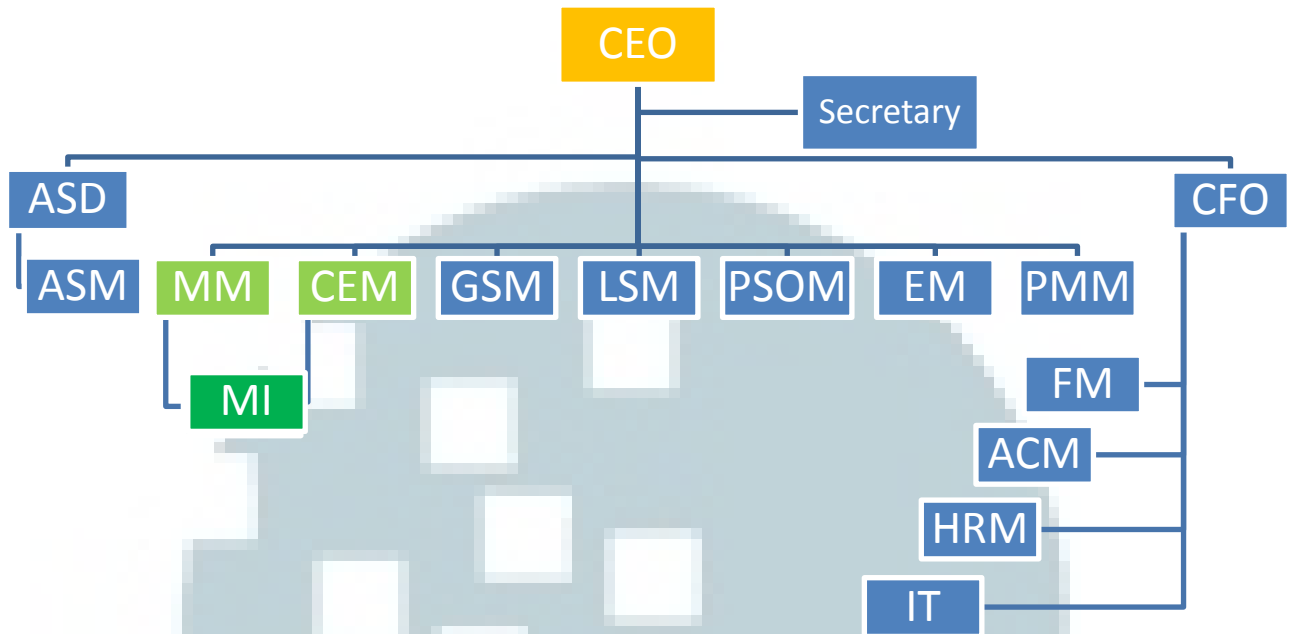 CEO
Secretary
ASD
CFO
ASM
MM
CEM
GSM
LSM
PSOM
EM
PMM
MI
FM
ACM
HRM
IT